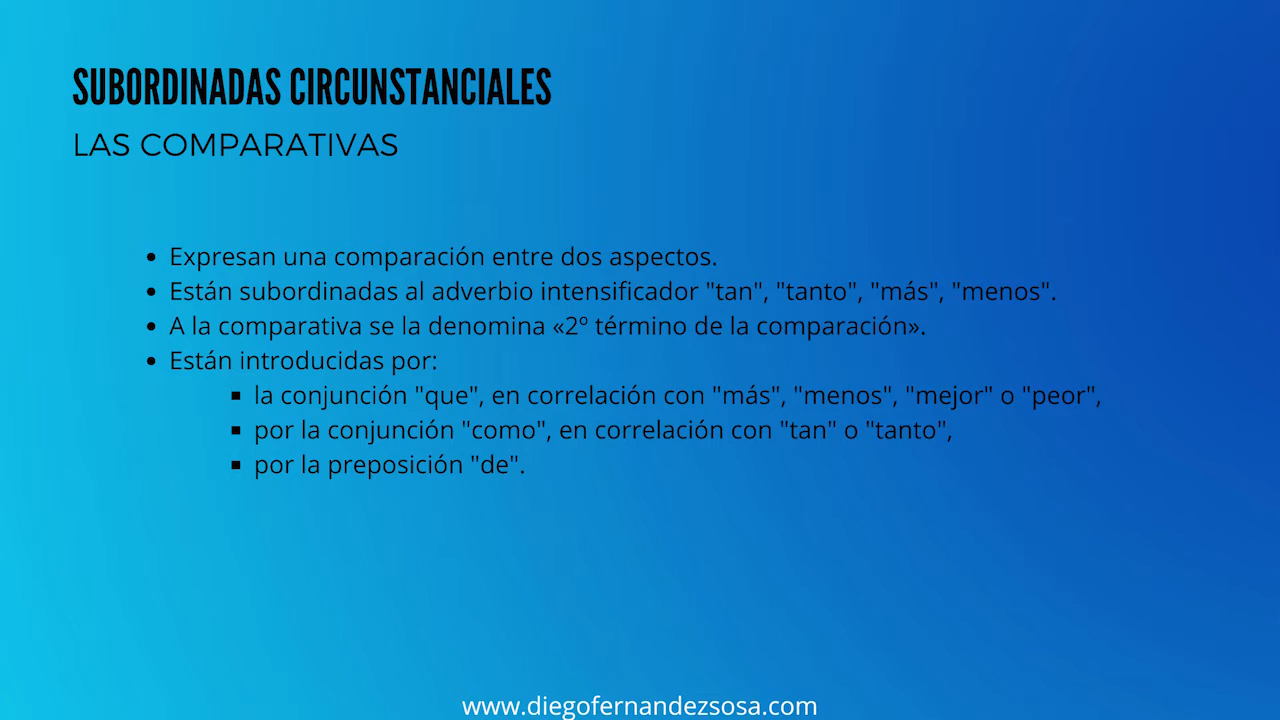 SUBORDINADAS CIRCUNSTANCIALES
LAS COMPARATIVAS
• Expresan una comparación entre dos aspectos.
• Están subordinadas al adverbio intensificador "tan", "tanto", "más", "menos".
• A la comparativa se la denomina «2º término de la comparación».
• Están introducidas por:
▪ la conjunción "que", en correlación con "más", "menos", "mejor" o "peor",
▪ por la conjunción "como", en correlación con "tan" o "tanto",
▪ por la preposición "de".
www.diegofernandezsosa.com